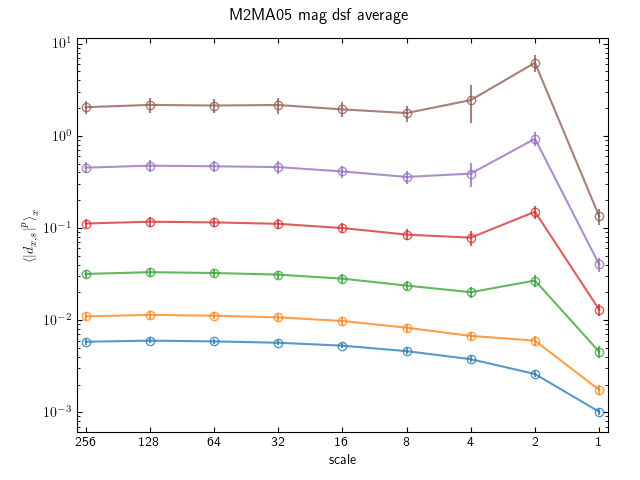 M2MA05 mag dsf average
10¹
10⁰
10⁻¹
10⁻²
10⁻³
⟨|d_{x,s}|^p⟩_x
256 128 64 32 16 8 4 2 1
scale